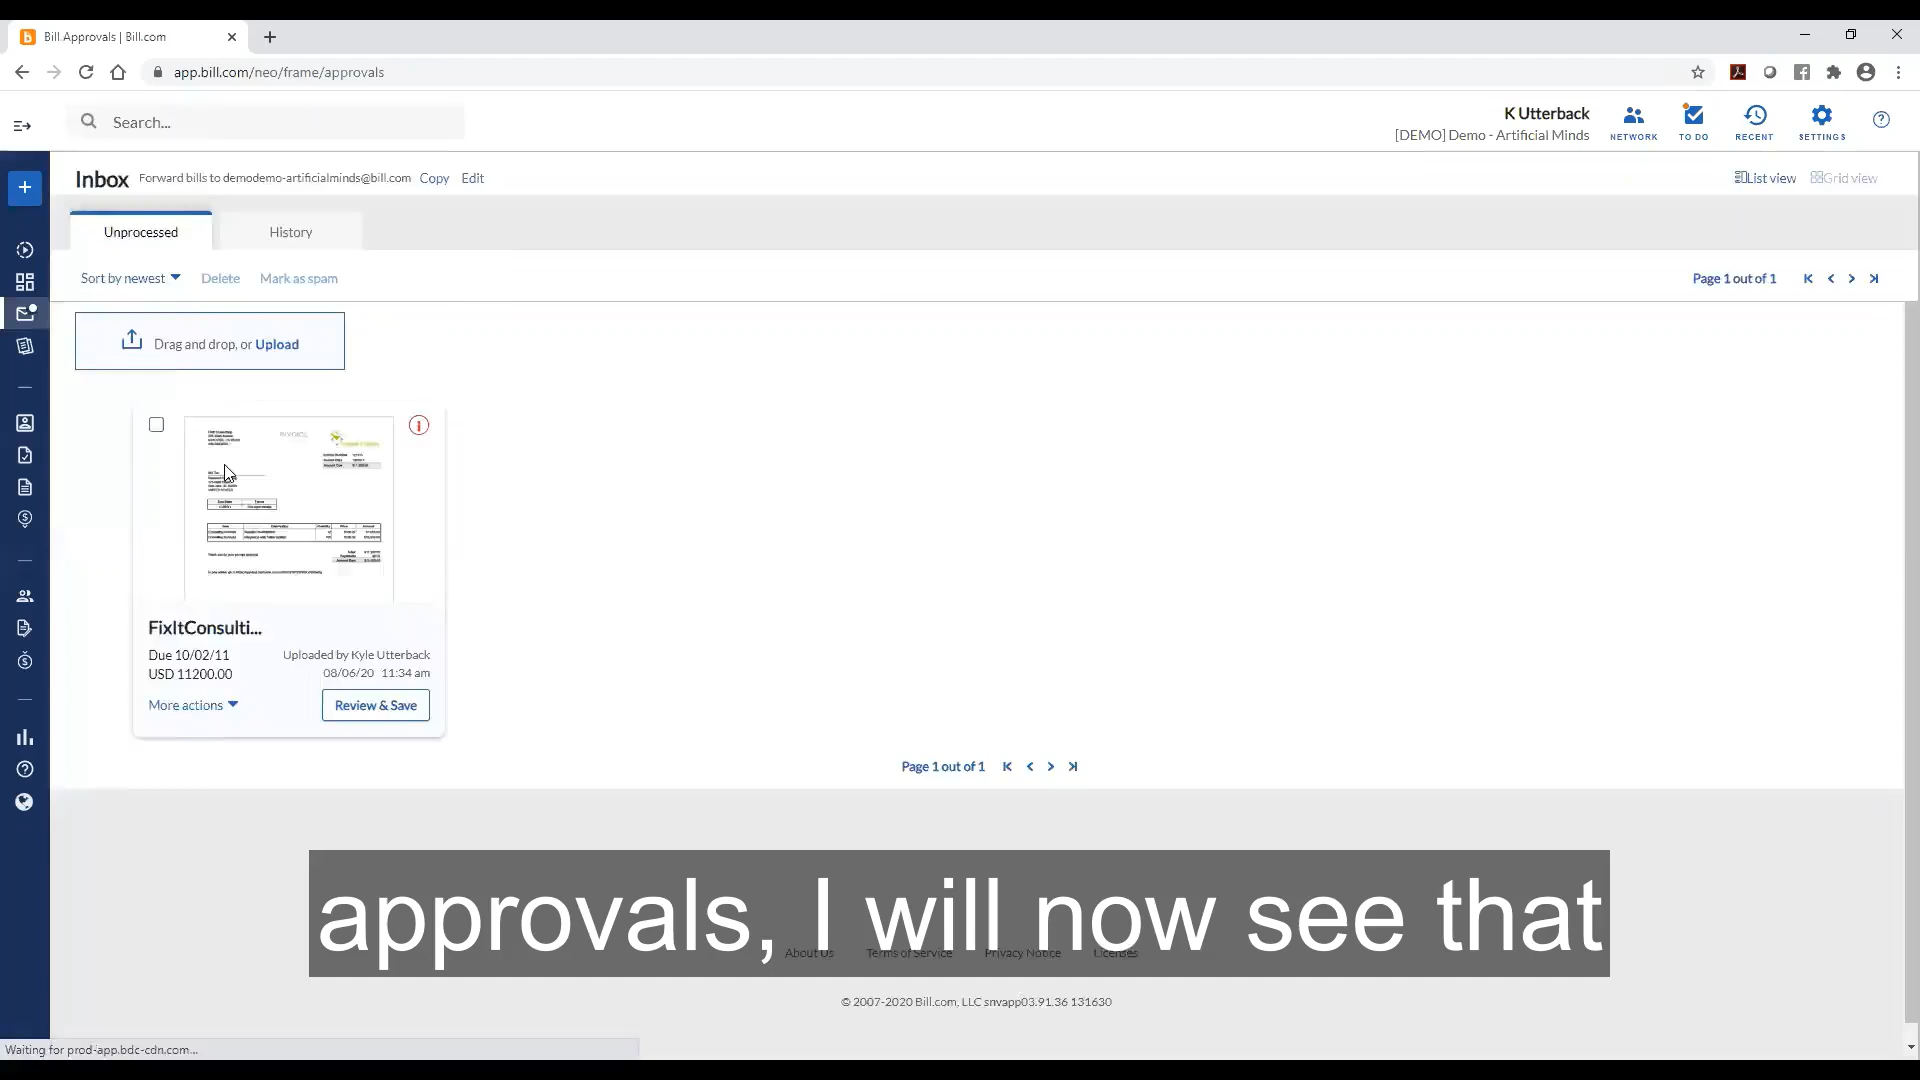 Bill Approvals | Bill.com
app.bill.com/neo/frame/approvals
Search...
K Utterback
[DEMO] Demo - Artificial Minds
NETWORK
TO DO
RECENT
SETTINGS
Inbox
Forward bills to demodemo-artificialminds@bill.com
Copy
Edit
List view
Grid view
Unprocessed
History
Sort by newest
Delete
Mark as spam
Page 1 out of 1
Drag and drop, or Upload
INVOICE
FixItConsulti...
Due 10/02/11
Uploaded by Kyle Utterback
USD 11200.00
08/06/20 11:34 am
More actions
Review & Save
Page 1 out of 1
approvals, I will now see that
About Us
Terms of Service
Privacy Notice
Licenses
© 2007-2020 Bill.com, LLC snvapp03.91.36 131630
Waiting for prod-app.bdc-cdn.com...